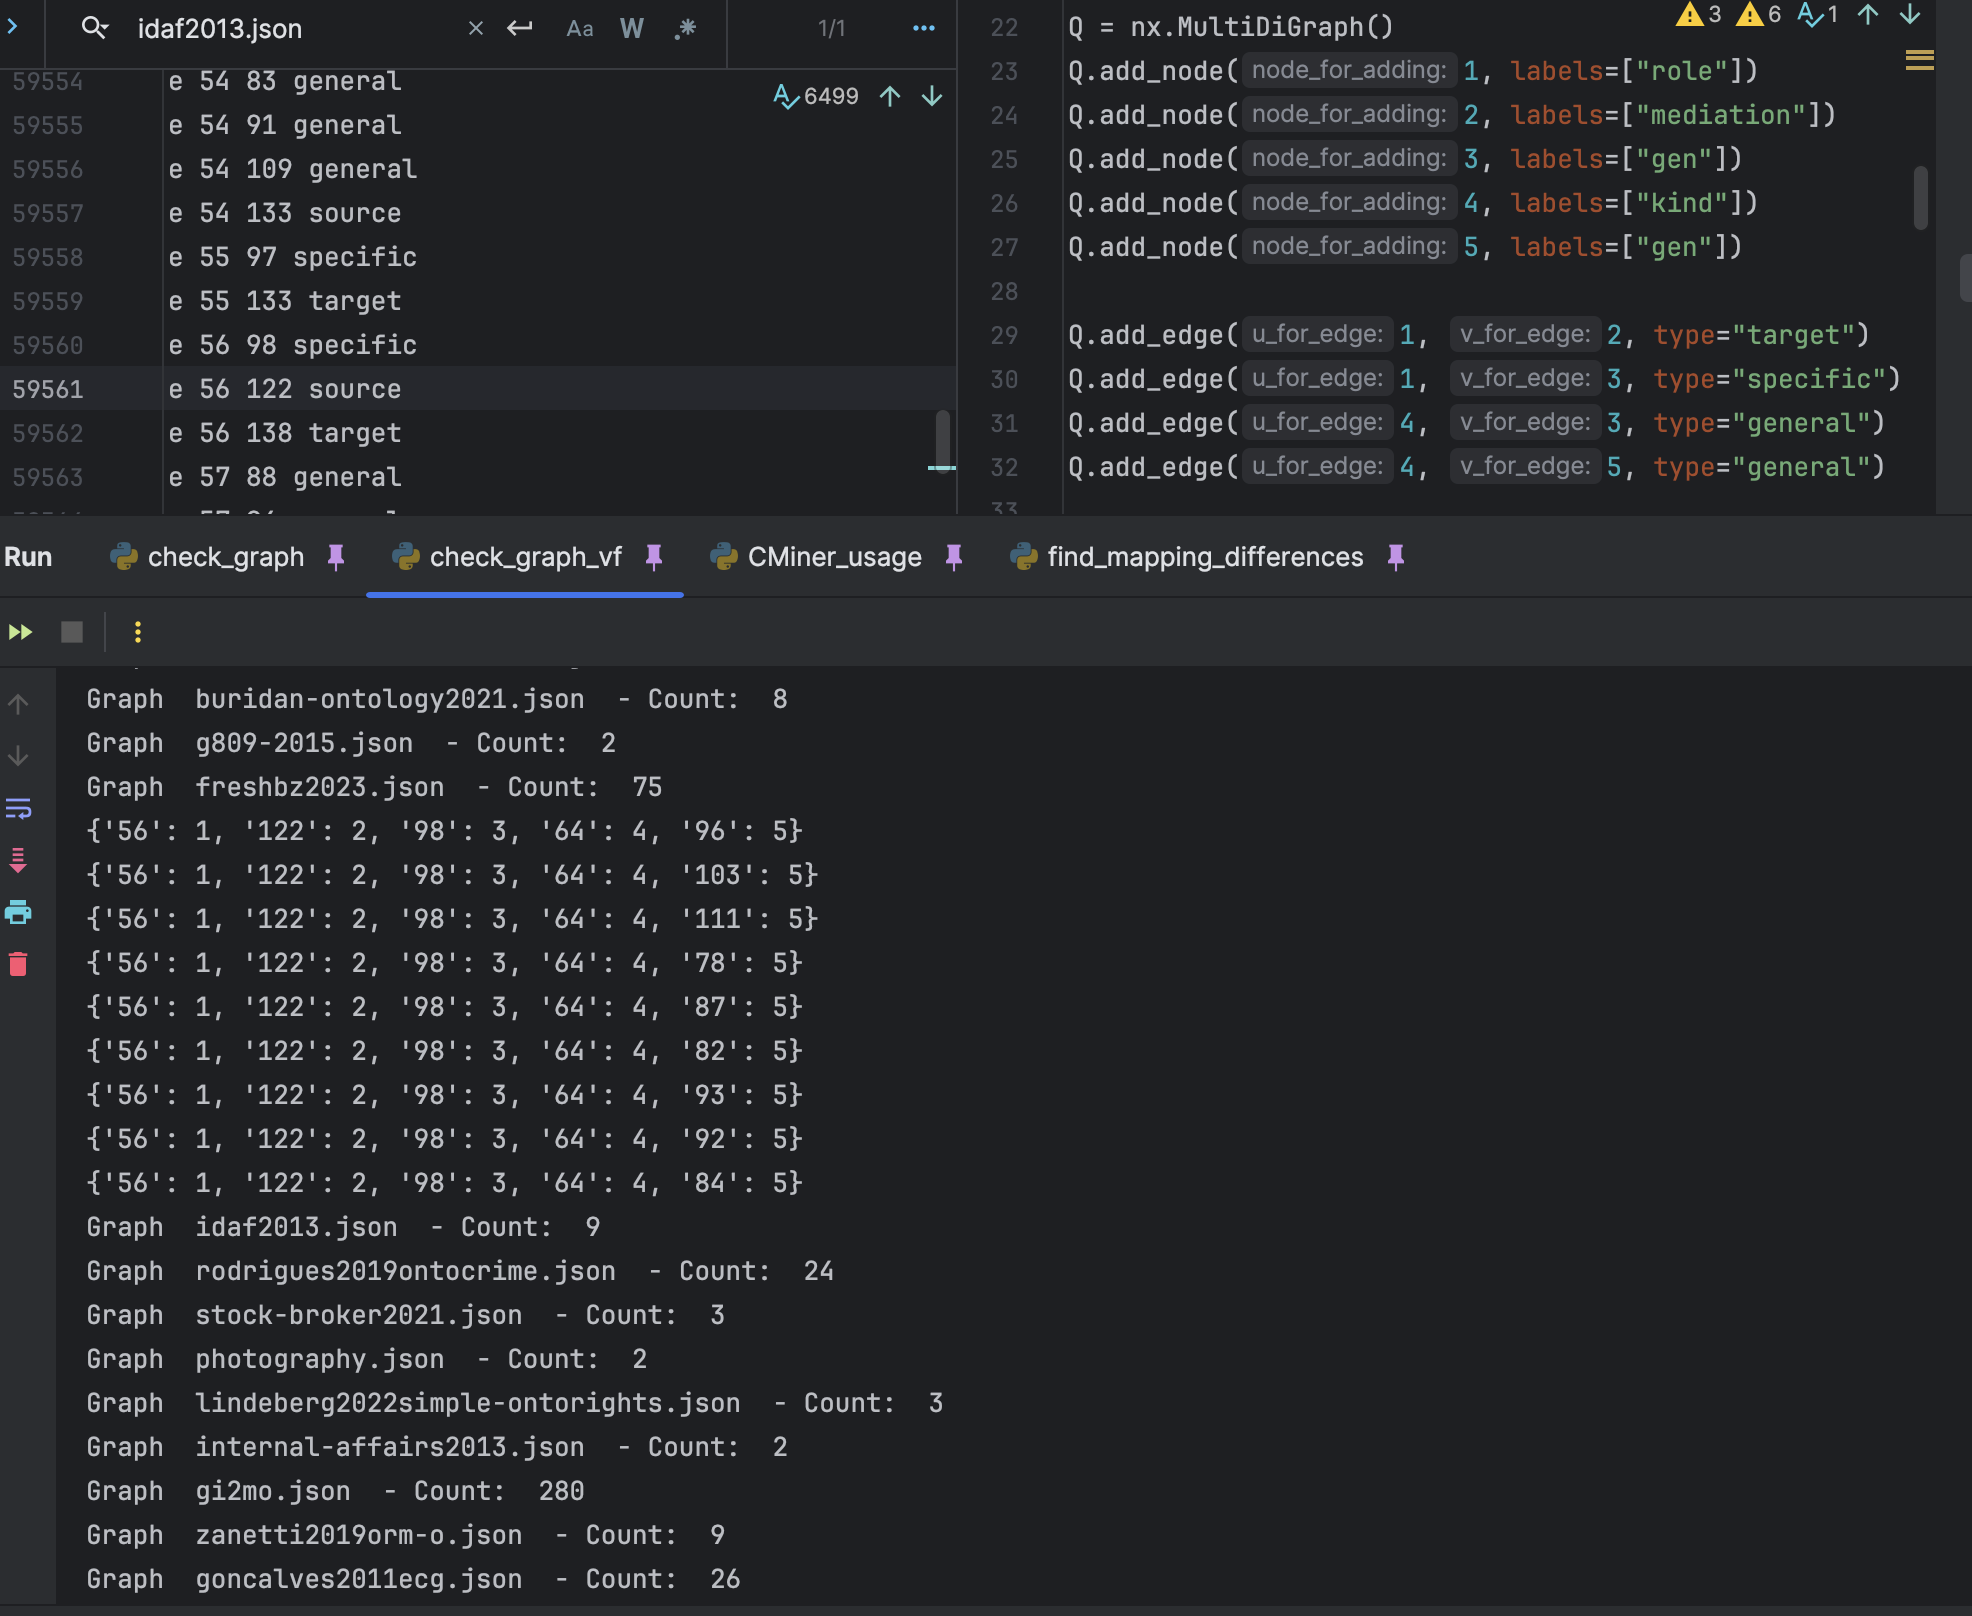 idaf2013.json
Aa W .* 1/1
59554 e 54 83 general
6499
59555 e 54 91 general
59556 e 54 109 general
59557 e 54 133 source
59558 e 55 97 specific
59559 e 55 133 target
59560 e 56 98 specific
59561 e 56 122 source
59562 e 56 138 target
59563 e 57 88 general
3 6 1
22 Q = nx.MultiDiGraph()
23 Q.add_node( node_for_adding: 1, labels=["role"])
24 Q.add_node( node_for_adding: 2, labels=["mediation"])
25 Q.add_node( node_for_adding: 3, labels=["gen"])
26 Q.add_node( node_for_adding: 4, labels=["kind"])
27 Q.add_node( node_for_adding: 5, labels=["gen"])
28
29 Q.add_edge( u_for_edge: 1, v_for_edge: 2, type="target")
30 Q.add_edge( u_for_edge: 1, v_for_edge: 3, type="specific")
31 Q.add_edge( u_for_edge: 4, v_for_edge: 3, type="general")
32 Q.add_edge( u_for_edge: 4, v_for_edge: 5, type="general")
33
Run check_graph check_graph_vf CMiner_usage find_mapping_differences
Graph  buridan-ontology2021.json  - Count:  8
Graph  g809-2015.json  - Count:  2
Graph  freshbz2023.json  - Count:  75
{'56': 1, '122': 2, '98': 3, '64': 4, '96': 5}
{'56': 1, '122': 2, '98': 3, '64': 4, '103': 5}
{'56': 1, '122': 2, '98': 3, '64': 4, '111': 5}
{'56': 1, '122': 2, '98': 3, '64': 4, '78': 5}
{'56': 1, '122': 2, '98': 3, '64': 4, '87': 5}
{'56': 1, '122': 2, '98': 3, '64': 4, '82': 5}
{'56': 1, '122': 2, '98': 3, '64': 4, '93': 5}
{'56': 1, '122': 2, '98': 3, '64': 4, '92': 5}
{'56': 1, '122': 2, '98': 3, '64': 4, '84': 5}
Graph  idaf2013.json  - Count:  9
Graph  rodrigues2019ontocrime.json  - Count:  24
Graph  stock-broker2021.json  - Count:  3
Graph  photography.json  - Count:  2
Graph  lindeberg2022simple-ontorights.json  - Count:  3
Graph  internal-affairs2013.json  - Count:  2
Graph  gi2mo.json  - Count:  280
Graph  zanetti2019orm-o.json  - Count:  9
Graph  goncalves2011ecg.json  - Count:  26